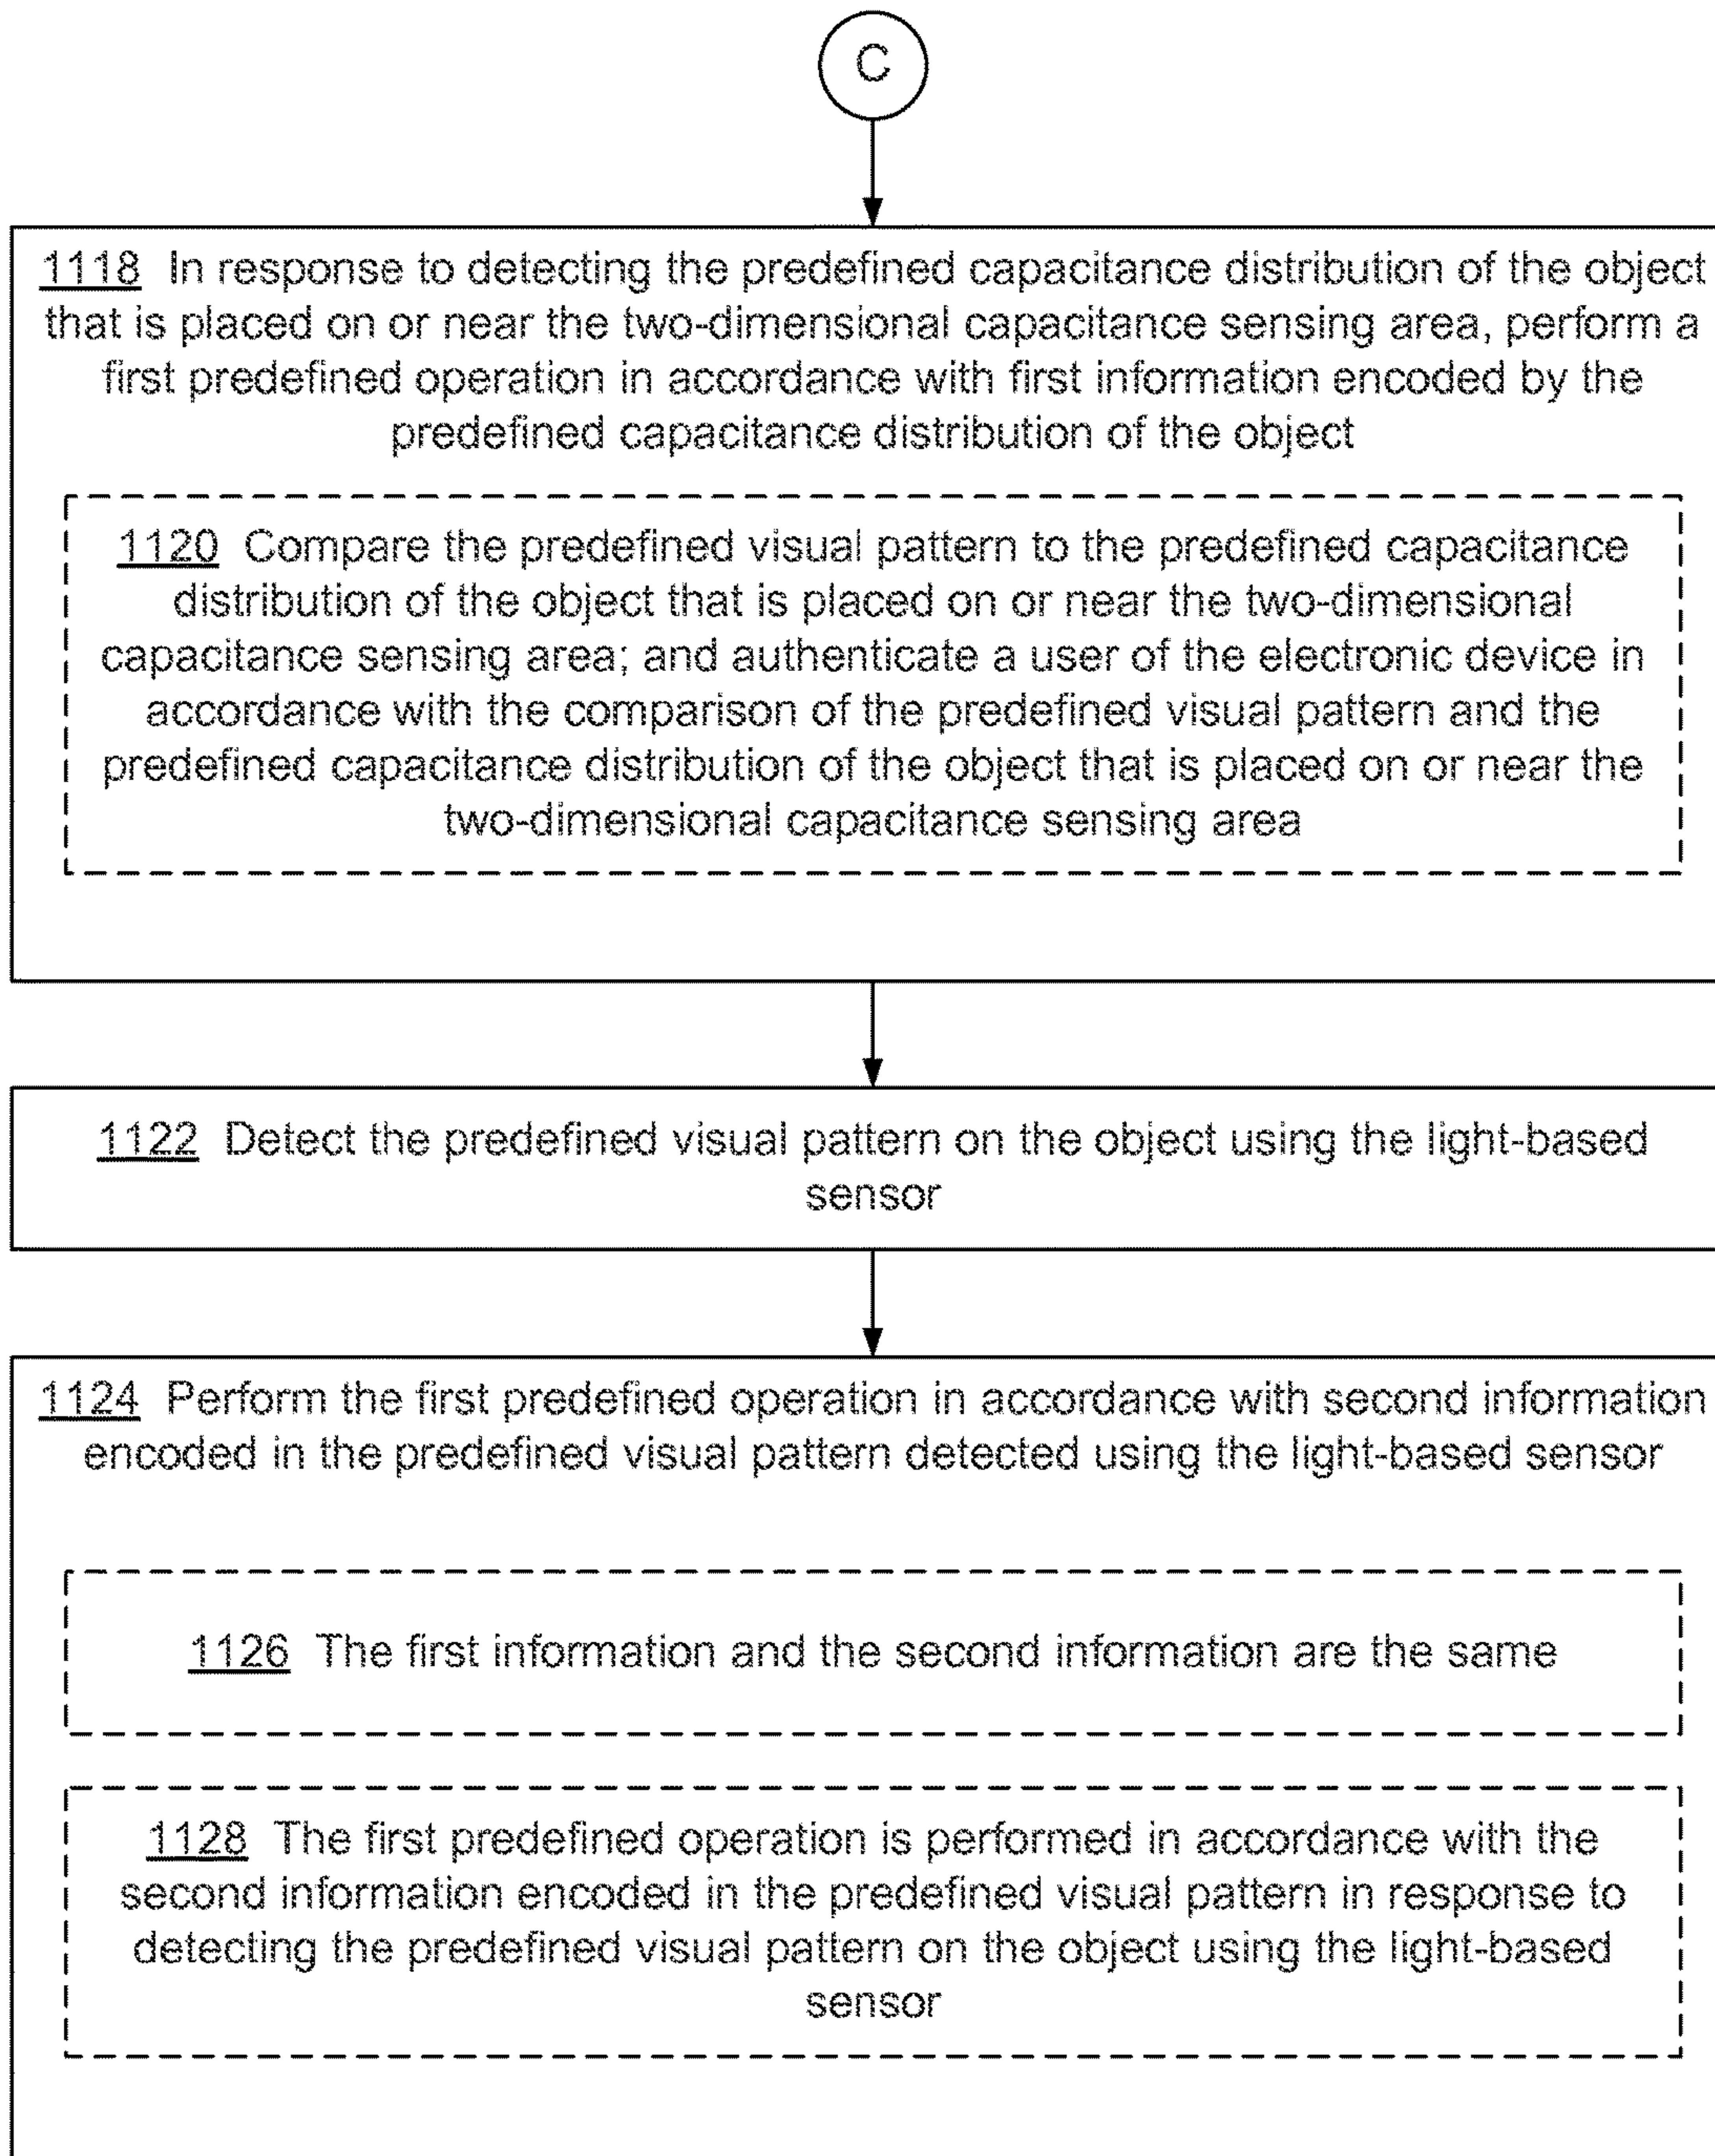 C
1118 In response to detecting the predefined capacitance distribution of the object
that is placed on or near the two-dimensional capacitance sensing area, perform a
first predefined operation in accordance with first information encoded by the
predefined capacitance distribution of the object
1120 Compare the predefined visual pattern to the predefined capacitance
distribution of the object that is placed on or near the two-dimensional
capacitance sensing area; and authenticate a user of the electronic device in
accordance with the comparison of the predefined visual pattern and the
predefined capacitance distribution of the object that is placed on or near the
two-dimensional capacitance sensing area
1122 Detect the predefined visual pattern on the object using the light-based
sensor
1124 Perform the first predefined operation in accordance with second information
encoded in the predefined visual pattern detected using the light-based sensor
1126 The first information and the second information are the same
1128 The first predefined operation is performed in accordance with the
second information encoded in the predefined visual pattern in response to
detecting the predefined visual pattern on the object using the light-based
sensor